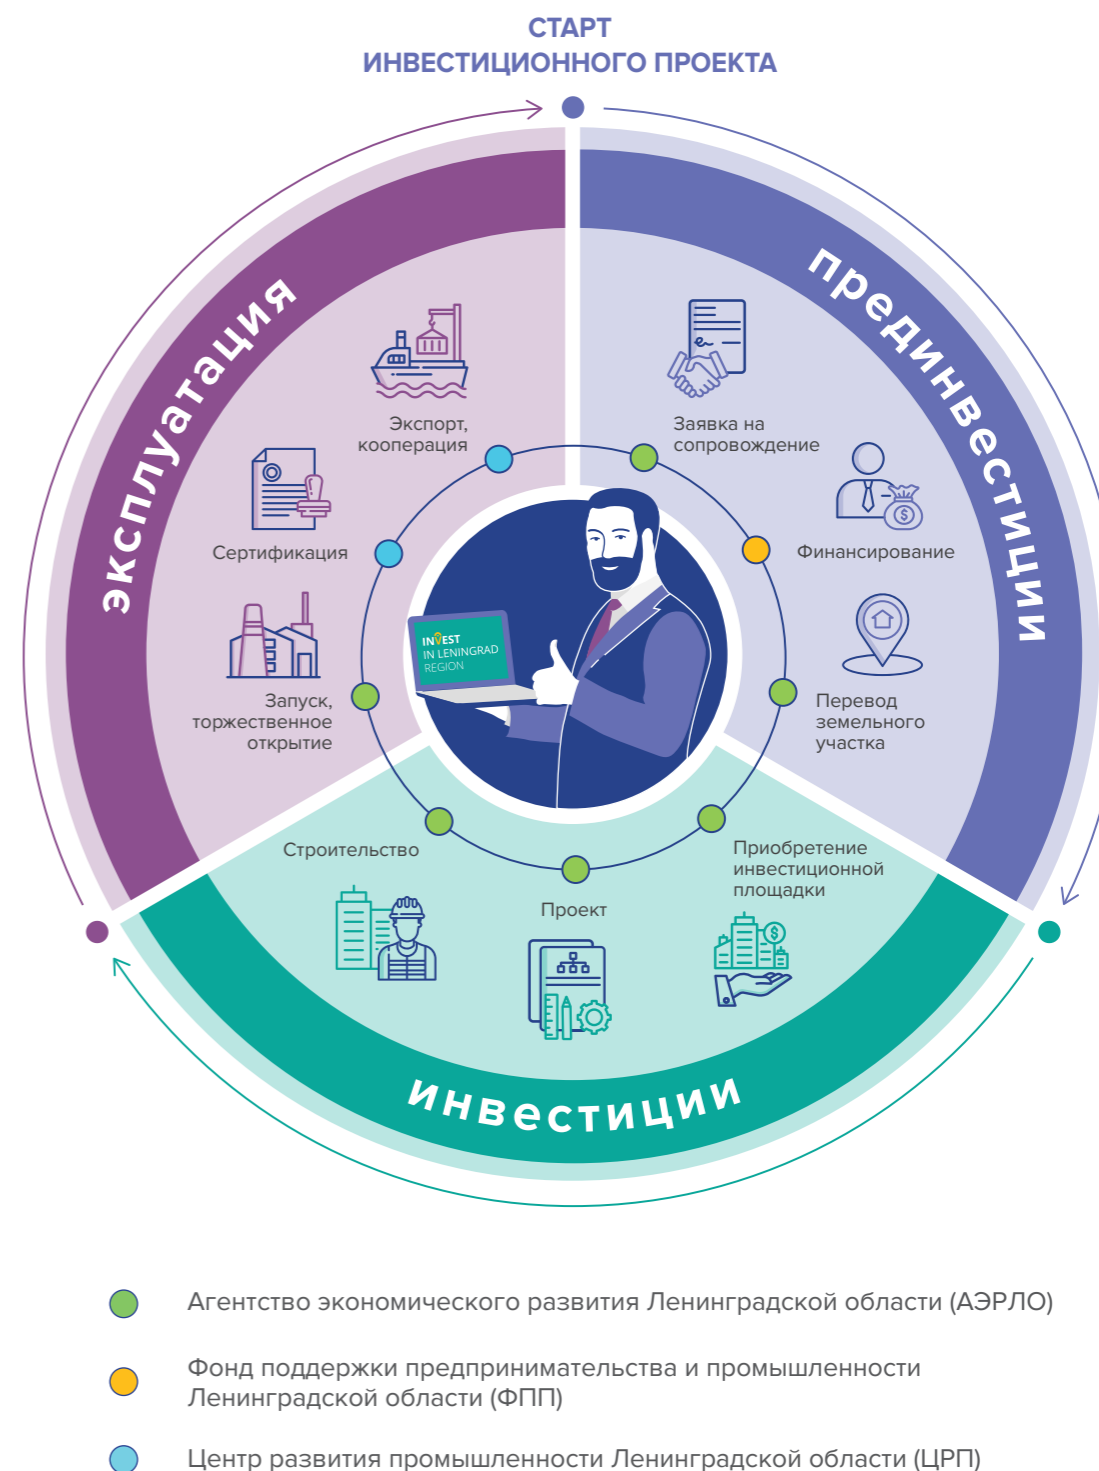 СТАРТ
ИНВЕСТИЦИОННОГО ПРОЕКТА
прединвестиции
Заявка на
сопровождение
Финансирование
Перевод
земельного
участка
инвестиции
Приобретение
инвестиционной
площадки
Проект
Строительство
эксплуатация
Запуск,
торжественное
открытие
Сертификация
Экспорт,
кооперация
INVEST
IN LENINGRAD
REGION
Агентство экономического развития Ленинградской области (АЭРЛО)
Фонд поддержки предпринимательства и промышленности
Ленинградской области (ФПП)
Центр развития промышленности Ленинградской области (ЦРП)